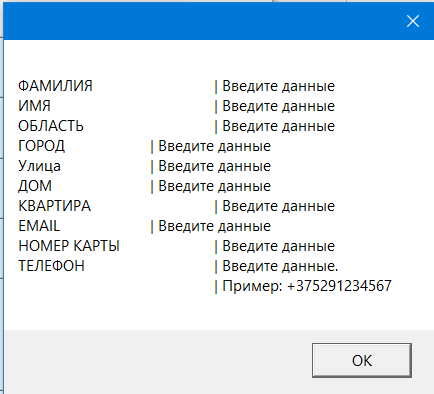 ФАМИЛИЯ | Введите данные
ИМЯ | Введите данные
ОБЛАСТЬ | Введите данные
ГОРОД | Введите данные
Улица | Введите данные
ДОМ | Введите данные
КВАРТИРА | Введите данные
EMAIL | Введите данные
НОМЕР КАРТЫ | Введите данные
ТЕЛЕФОН | Введите данные.
| Пример: +375291234567
ОК